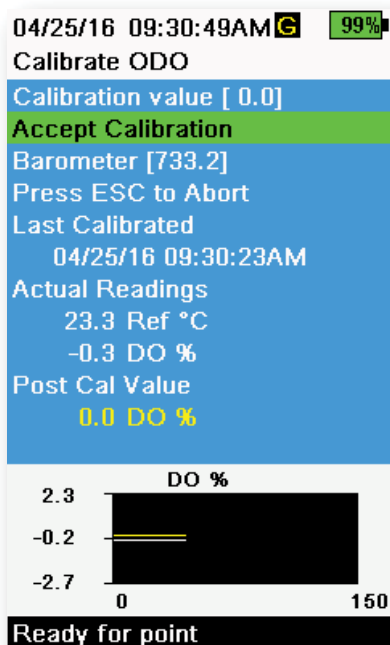 04/25/16 09:30:49AM G 99%
Calibrate ODO
Calibration value [ 0.0]
Accept Calibration
Barometer [733.2]
Press ESC to Abort
Last Calibrated
04/25/16 09:30:23AM
Actual Readings
23.3 Ref °C
-0.3 DO %
Post Cal Value
0.0 DO %
DO %
2.3
-0.2
-2.7
0 150
Ready for point